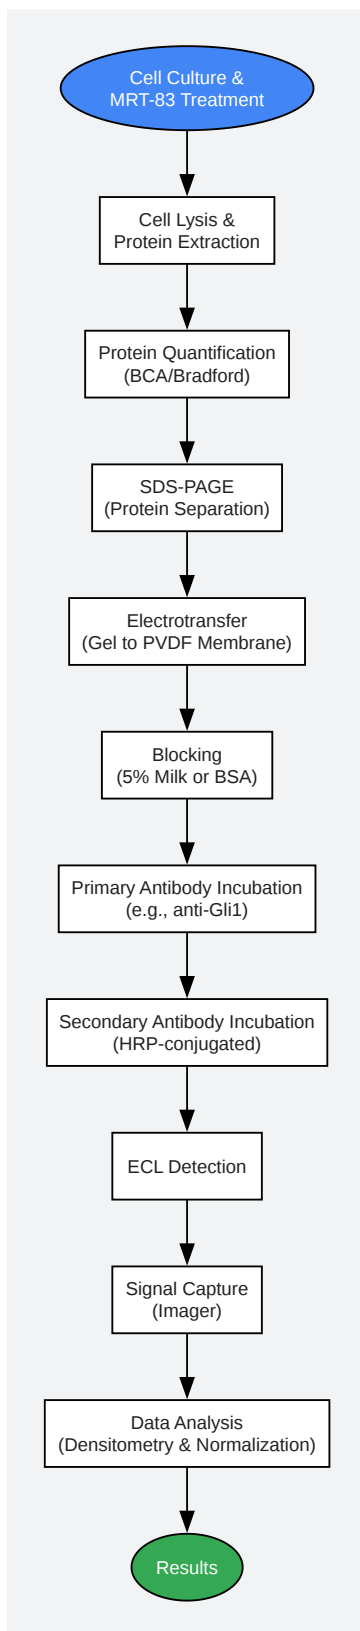 Cell Culture &
MRT-83 Treatment
Cell Lysis &
Protein Extraction
Protein Quantification
(BCA/Bradford)
SDS-PAGE
(Protein Separation)
Electrotransfer
(Gel to PVDF Membrane)
Blocking
(5% Milk or BSA)
Primary Antibody Incubation
(e.g., anti-Gli1)
Secondary Antibody Incubation
(HRP-conjugated)
ECL Detection
Signal Capture
(Imager)
Data Analysis
(Densitometry & Normalization)
Results